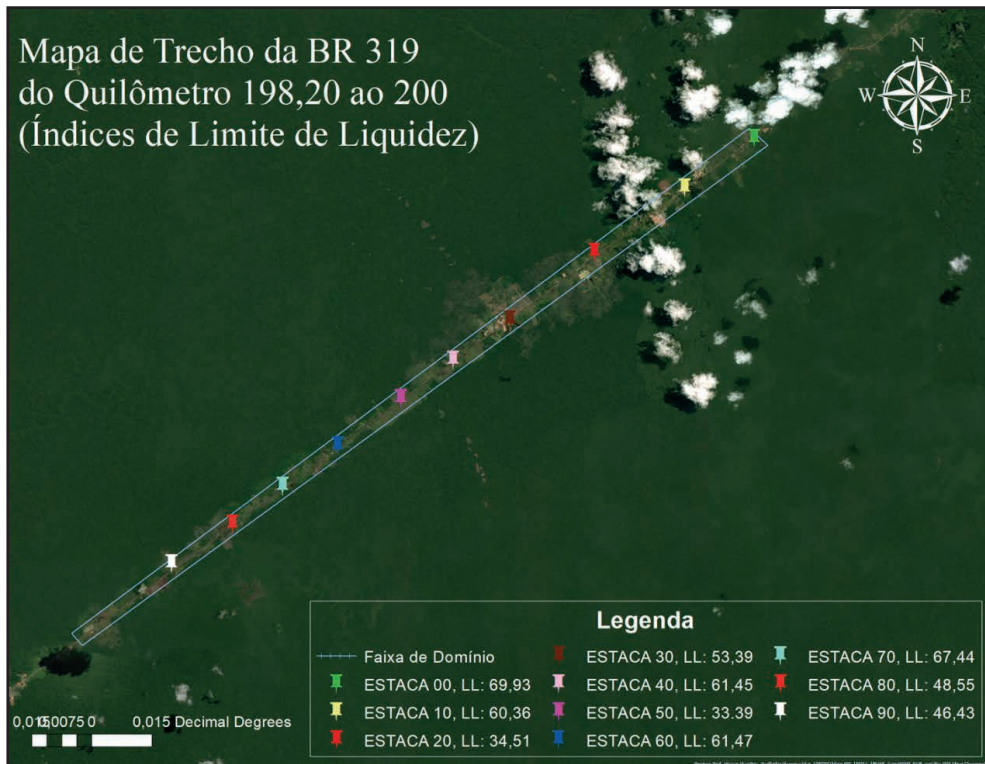 Mapa de Trecho da BR 319
do Quilômetro 198,20 ao 200
(Índices de Limite de Liquidez)
N
W E
S
Legenda
Faixa de Domínio
ESTACA 00, LL: 69,93
ESTACA 10, LL: 60,36
ESTACA 20, LL: 34,51
ESTACA 30, LL: 53,39
ESTACA 40, LL: 61,45
ESTACA 50, LL: 33.39
ESTACA 60, LL: 61,47
ESTACA 70, LL: 67,44
ESTACA 80, LL: 48,55
ESTACA 90, LL: 46,43
0,015 Decimal Degrees